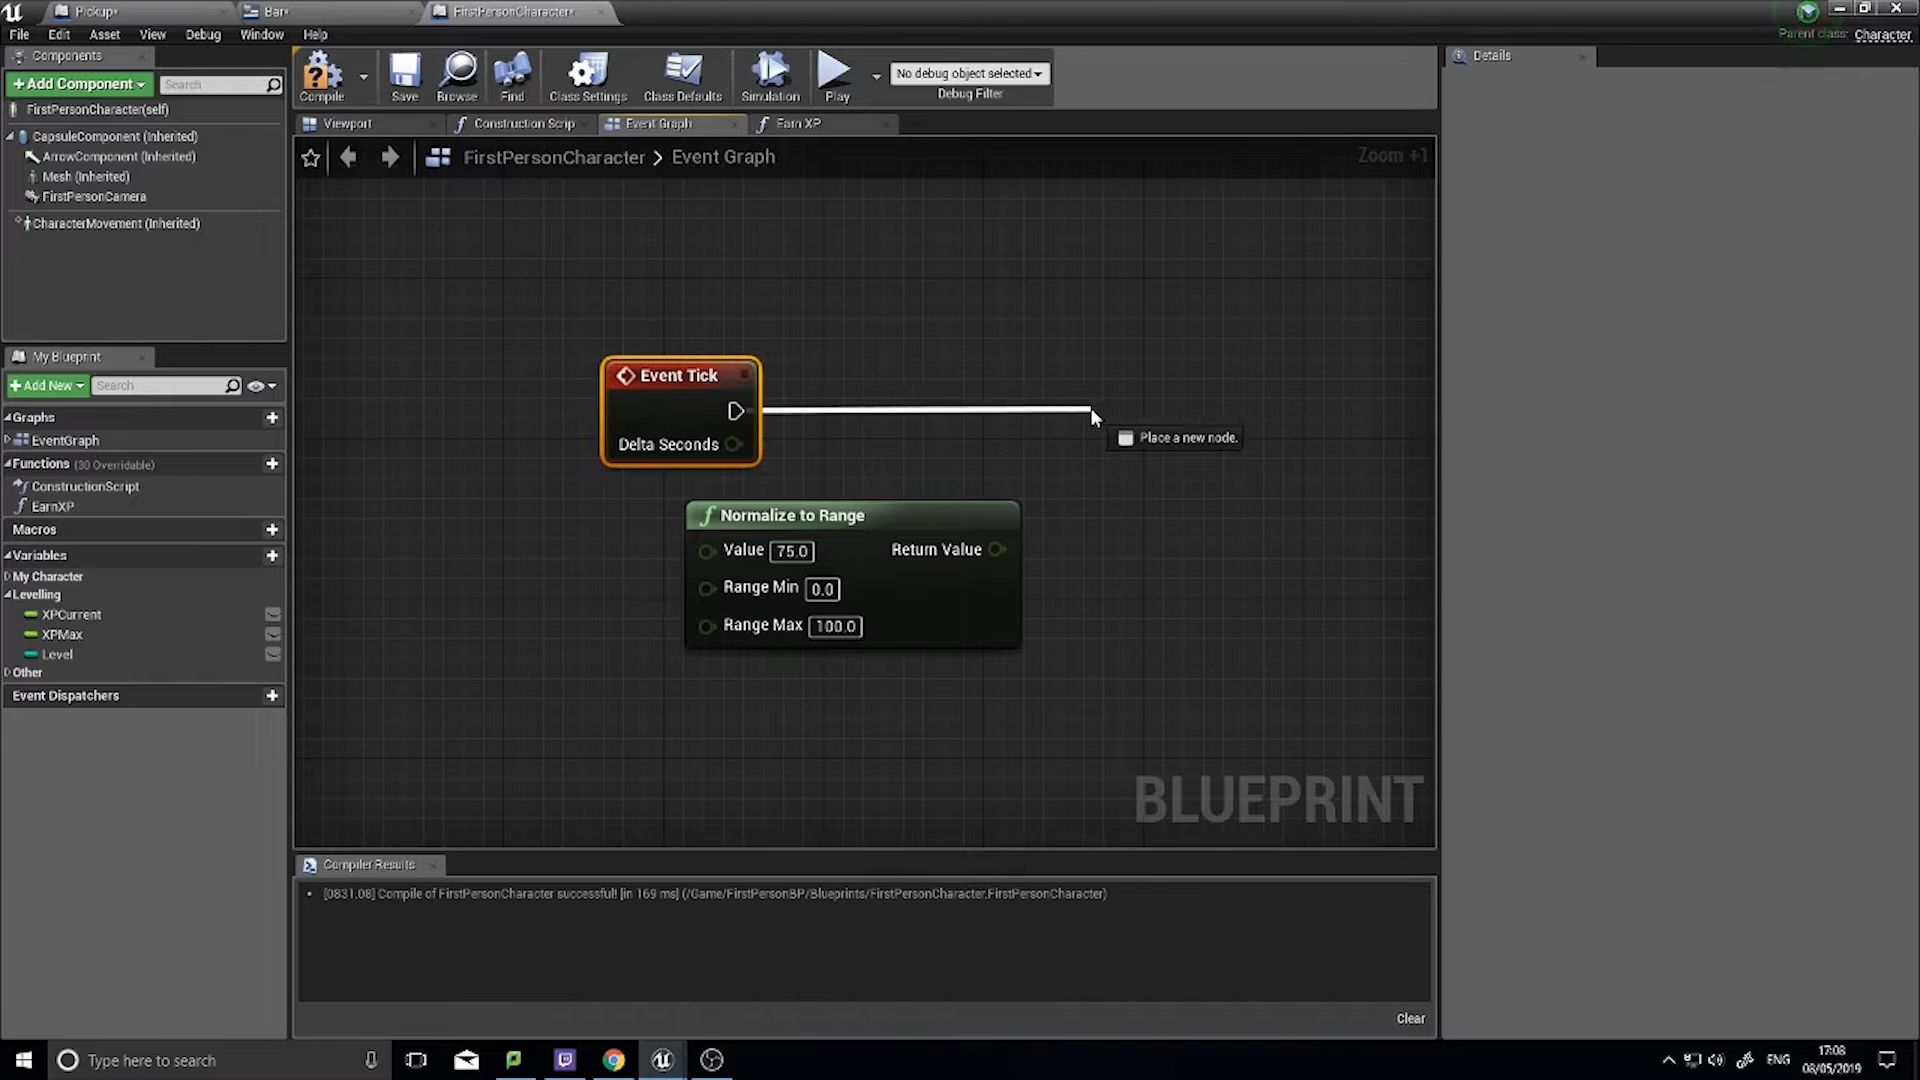 Pickup*
Bar*
FirstPersonCharacter*
File Edit Asset View Debug Window Help
Parent class: Character
Components
+Add Component
Search
FirstPersonCharacter(self)
CapsuleComponent (Inherited)
ArrowComponent (Inherited)
Mesh (Inherited)
FirstPersonCamera
CharacterMovement (Inherited)
My Blueprint
+Add New
Search
Graphs
EventGraph
Functions (30 Overridable)
ConstructionScript
EarnXP
Macros
Variables
My Character
Levelling
XPCurrent
XPMax
Level
Other
Event Dispatchers
Compile
Save
Browse
Find
Class Settings
Class Defaults
Simulation
Play
No debug object selected
Debug Filter
Viewport
Construction Scrip
Event Graph
Earn XP
FirstPersonCharacter > Event Graph
Zoom +1
Event Tick
Delta Seconds
Place a new node.
Normalize to Range
Value 75.0
Return Value
Range Min 0.0
Range Max 100.0
BLUEPRINT
Compiler Results
[0831.08] Compile of FirstPersonCharacter successful! [in 169 ms] (/Game/FirstPersonBP/Blueprints/FirstPersonCharacter.FirstPersonCharacter)
Clear
Details
Type here to search
ENG
17:08
08/05/2019